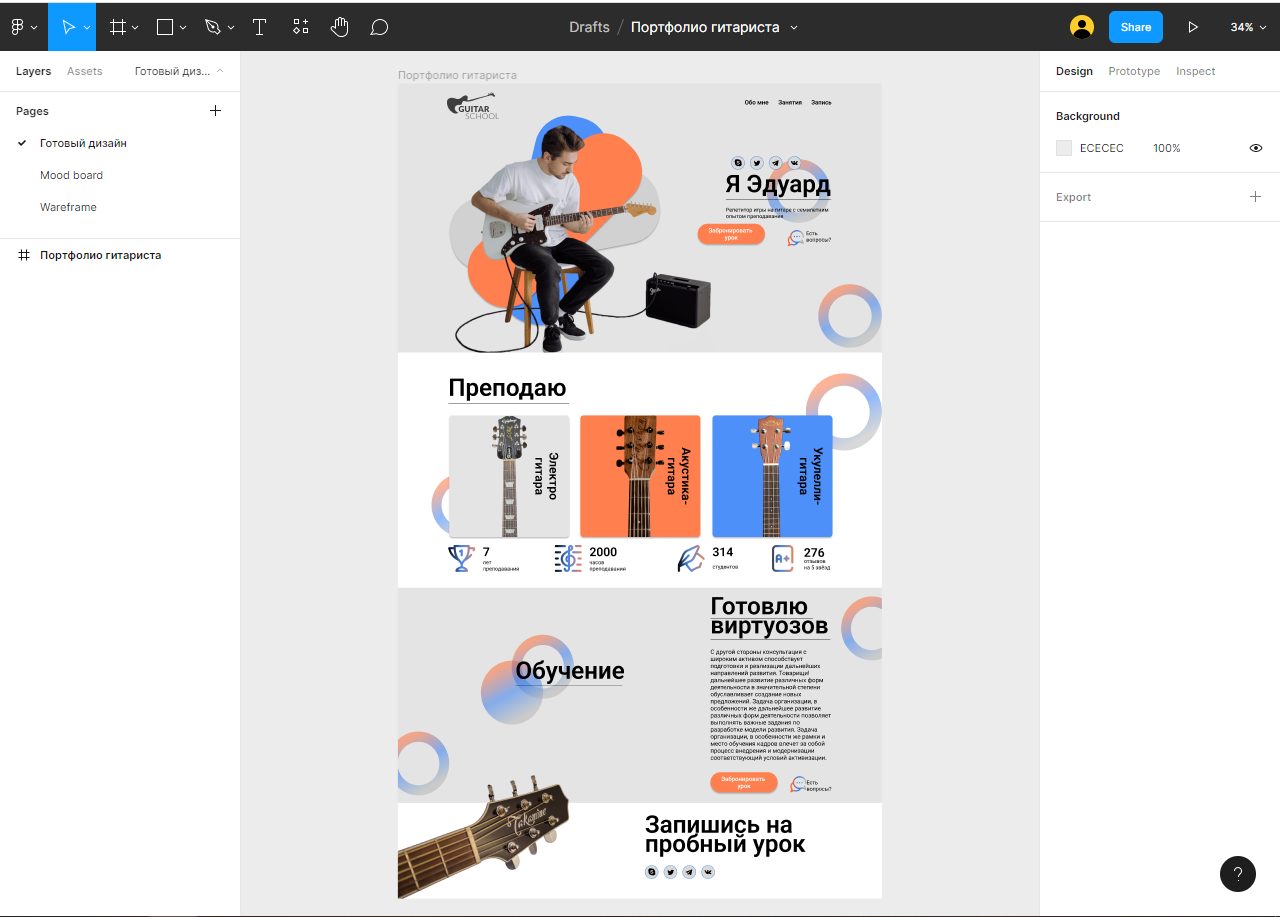 Drafts / Портфолио гитариста
Share
34%
Layers Assets Готовый диз...
Pages
Готовый дизайн
Mood board
Wareframe
Портфолио гитариста
Портфолио гитариста
GUITAR
SCHOOL
Обо мне Занятия Запись
Я Эдуард
Репетитор игры на гитаре с семилетним
опытом преподавания
Забронировать
урок
Есть
вопросы?
Fender
Преподаю
Электро
гитара
Акустика-
гитара
Укулелли-
гитара
1
7
лет
преподавания
2000
часов
преподавания
314
студентов
A+
276
отзывов
на 5 звёзд
Обучение
Готовлю
виртуозов
С другой стороны консультация с
широким активом способствует
подготовки и реализации дальнейших
направлений развития. Товарищи!
дальнейшее развитие различных форм
деятельности в значительной степени
обуславливает создание новых
предложений. Задача организации, в
особенности же дальнейшее развитие
различных форм деятельности позволяет
выполнять важные задания по
разработке модели развития. Задача
организации, в особенности же рамки и
место обучения кадров влечет за собой
процесс внедрения и модернизации
соответствующий условий активизации.
Забронировать
урок
Есть
вопросы?
Takamine
Запишись на
пробный урок
Design Prototype Inspect
Background
ECECEC 100%
Export
?